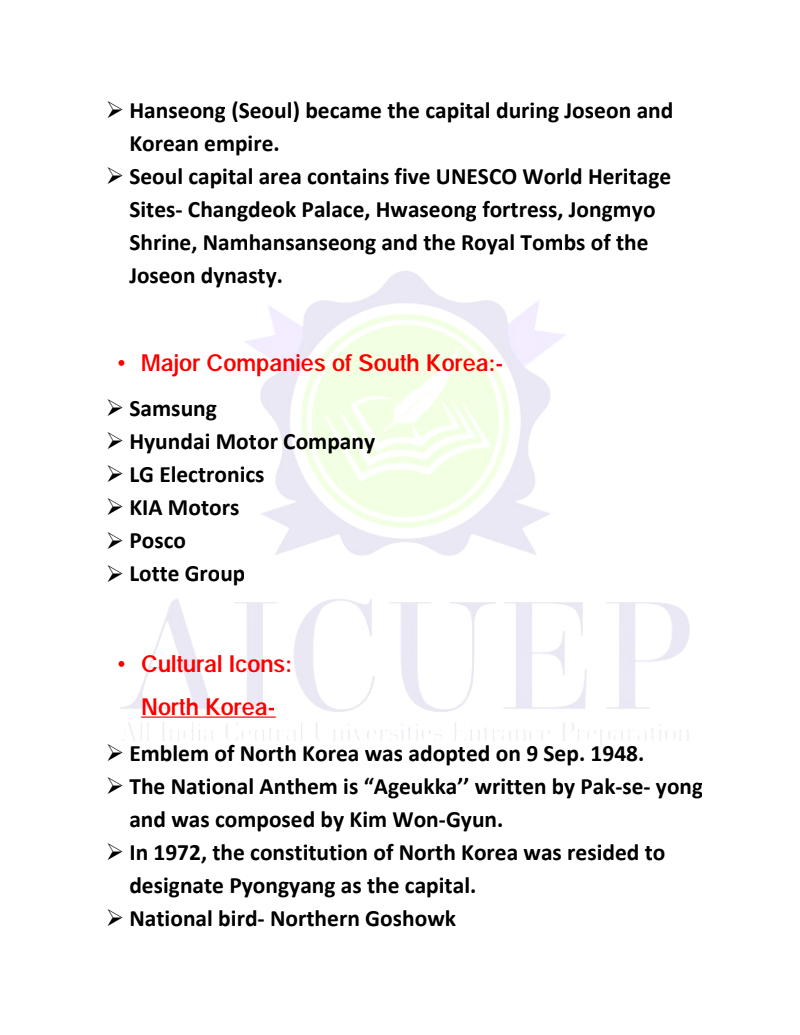 ➢ Hanseong (Seoul) became the capital during Joseon and
Korean empire.
➢ Seoul capital area contains five UNESCO World Heritage
Sites- Changdeok Palace, Hwaseong fortress, Jongmyo
Shrine, Namhansanseong and the Royal Tombs of the
Joseon dynasty.
• Major Companies of South Korea:-
➢ Samsung
➢ Hyundai Motor Company
➢ LG Electronics
➢ KIA Motors
➢ Posco
➢ Lotte Group
AICUEP
• Cultural Icons:
North Korea-
All India Central Universities Entrance Preparation
➢ Emblem of North Korea was adopted on 9 Sep. 1948.
➢ The National Anthem is “Ageukka’’ written by Pak-se- yong
and was composed by Kim Won-Gyun.
➢ In 1972, the constitution of North Korea was resided to
designate Pyongyang as the capital.
➢ National bird- Northern Goshowk